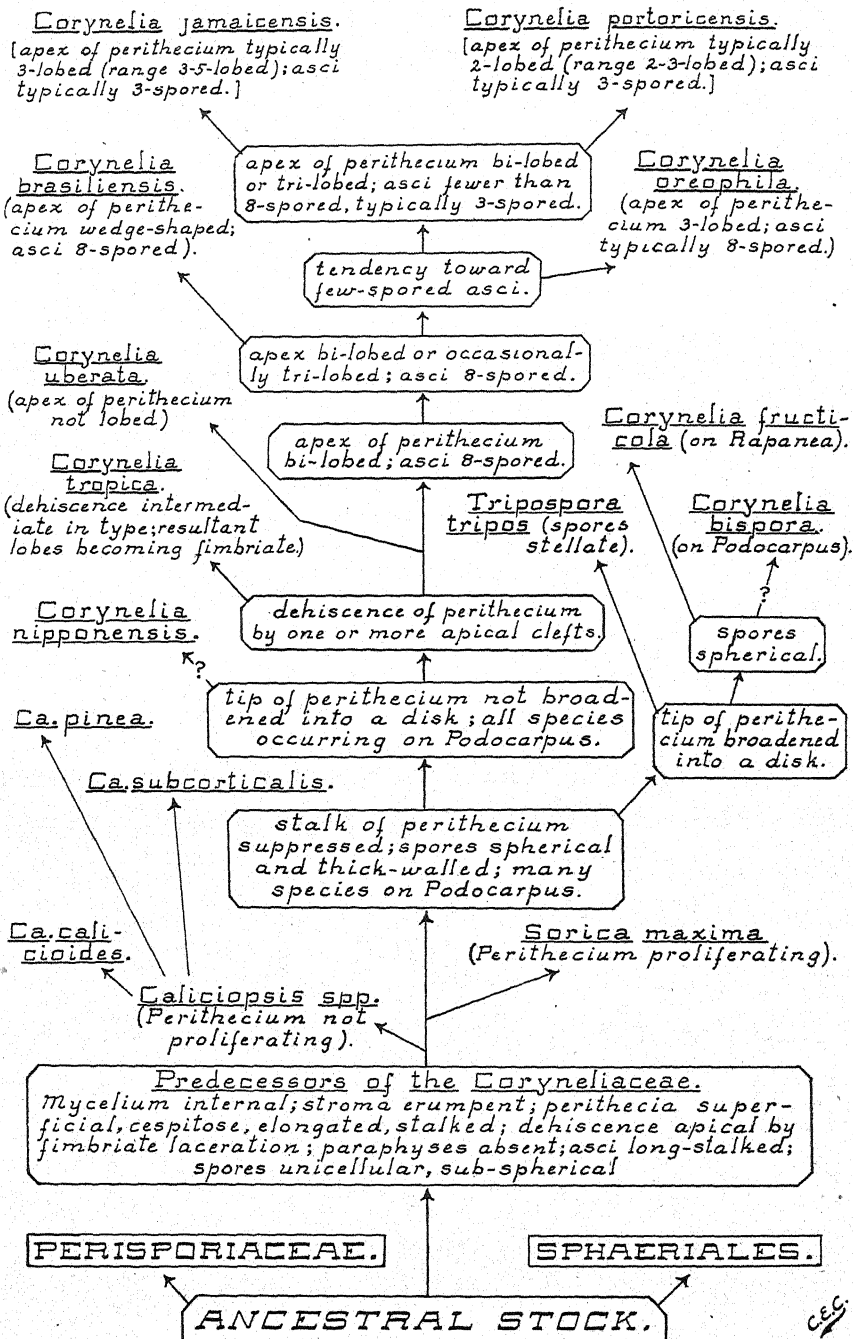 Corynelia jamaicensis.
[apex of perithecium typically
3-lobed (range 3-5-lobed); asci
typically 3-spored.]
Corynelia portoricensis.
[apex of perithecium typically
2-lobed (range 2-3-lobed); asci
typically 3-spored.]
Corynelia
brasiliensis.
(apex of perithe-
cium wedge-shaped;
asci 8-spored).
apex of perithecium bi-lobed
or tri-lobed; asci fewer than
8-spored, typically 3-spored.
Corynelia
oreophila.
(apex of perithe-
cium 3-lobed; asci
typically 8-spored.)
tendency toward
few-spored asci.
Corynelia
uberata.
(apex of perithecium
not lobed)
apex bi-lobed or occasional-
ly tri-lobed; asci 8-spored.
apex of perithecium
bi-lobed; asci 8-spored.
Corynelia fructi-
cola (on Rapanea).
Corynelia
tropica.
(dehiscence intermed-
iate in type; resultant
lobes becoming fimbriate.)
Tripospora
tripos (spores
stellate).
Corynelia
bispora.
(on Podocarpus).
?
Corynelia
nipponensis.
?
dehiscence of perithecium
by one or more apical clefts.
spores
spherical.
tip of perithecium not broad-
ened into a disk; all species
occurring on Podocarpus.
tip of perithe-
cium broadened
into a disk.
Ca. pinea.
Ca. subcorticalis.
stalk of perithecium
suppressed; spores spherical
and thick-walled; many
species on Podocarpus.
Ca. cali-
cioides.
Sorica maxima
(Perithecium proliferating).
Caliciopsis spp.
(Perithecium not
proliferating).
Predecessors of the Coryneliaceae.
Mycelium internal; stroma erumpent; perithecia super-
ficial, cespitose, elongated, stalked; dehiscence apical by
fimbriate laceration; paraphyses absent; asci long-stalked;
spores unicellular, sub-spherical
PERISPORIACEAE.
SPHAERIALES.
ANCESTRAL STOCK.
C.E.C.